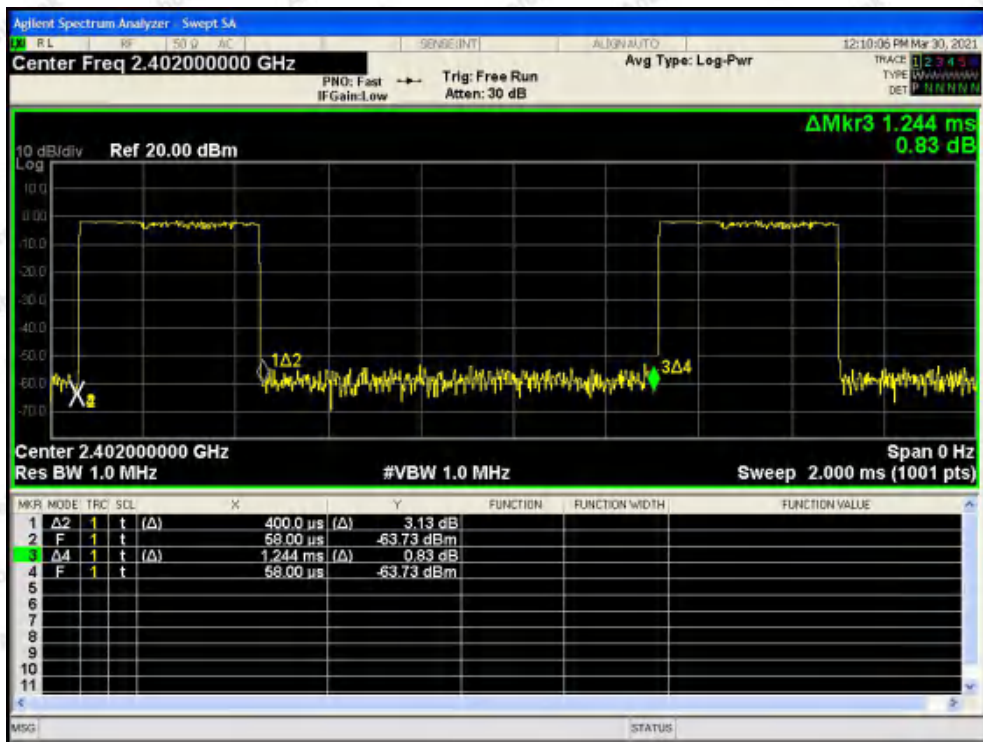 Agilent Spectrum Analyzer - Swept SA
RL RF 50 Ω AC SENSE:INT ALIGN AUTO 12:10:06 PM Mar 30, 2021
Center Freq 2.402000000 GHz
PNO: Fast
IFGain:Low
Trig: Free Run
Atten: 30 dB
Avg Type: Log-Pwr
TRACE 1 2 3 4 5 6
TYPE
DET P N N N N N
ΔMkr3 1.244 ms
0.83 dB
10 dB/div Ref 20.00 dBm
Log
10.0
0.00
-10.0
-20.0
-30.0
-40.0
-50.0
-60.0
-70.0
1Δ2
3Δ4
Center 2.402000000 GHz Span 0 Hz
Res BW 1.0 MHz #VBW 1.0 MHz Sweep 2.000 ms (1001 pts)
MKR MODE TRC SCL X Y FUNCTION FUNCTION WIDTH FUNCTION VALUE
1 Δ2 1 t (Δ) 400.0 µs (Δ) 3.13 dB
2 F 1 t 58.00 µs -63.73 dBm
3 Δ4 1 t (Δ) 1.244 ms (Δ) 0.83 dB
4 F 1 t 58.00 µs -63.73 dBm
5
6
7
8
9
10
11
MSG STATUS